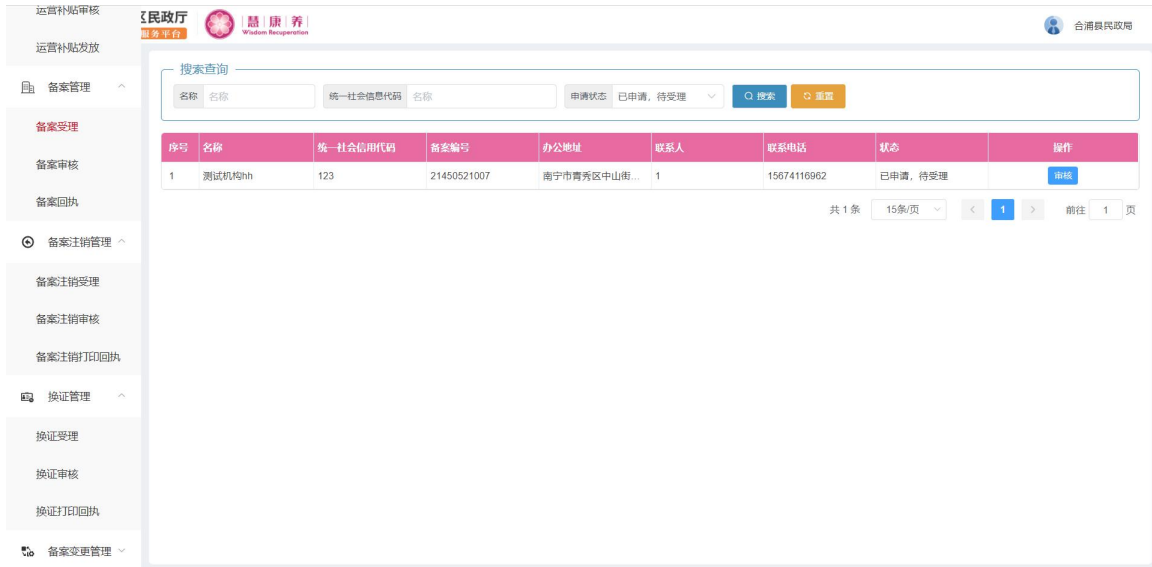 运营补贴审核
运营补贴发放
备案管理
备案受理
备案审核
备案回执
备案注销管理
备案注销受理
备案注销审核
备案注销打印回执
换证管理
换证受理
换证审核
换证打印回执
备案变更管理
区民政厅
服务平台
慧康养
Wisdom Recuperation
合浦县民政局
搜索查询
名称 名称 统一社会信息代码 名称 申请状态 已申请，待受理 搜索 重置
序号 名称 统一社会信用代码 备案编号 办公地址 联系人 联系电话 状态 操作
1 测试机构hh 123 21450521007 南宁市青秀区中山街... 1 15674116962 已申请，待受理 审核
共 1 条 15条/页 1 前往 1 页